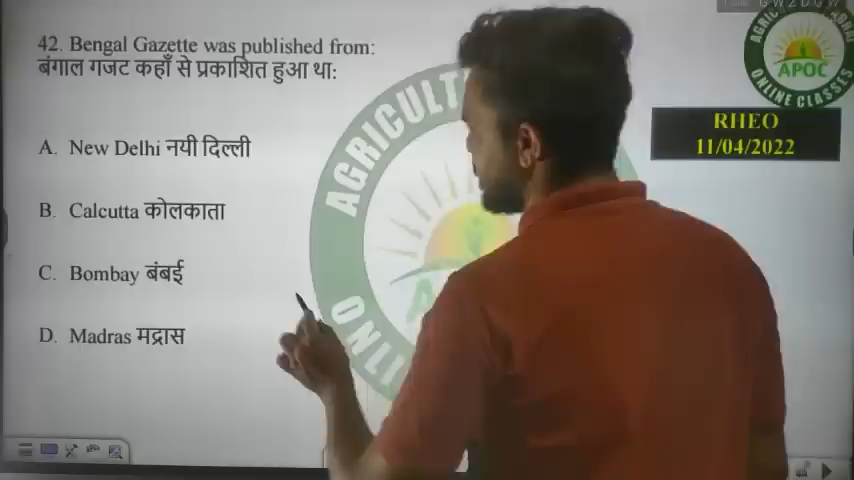 42. Bengal Gazette was published from:
बंगाल गजट कहाँ से प्रकाशित हुआ था:
A. New Delhi नयी दिल्ली
B. Calcutta कोलकाता
C. Bombay बंबई
D. Madras मद्रास
RHEO
11/04/2022
APOC
ONLINE CLASSES